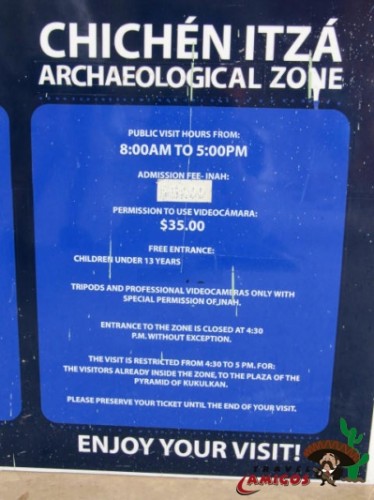 CHICHÉN ITZÁ
ARCHAEOLOGICAL ZONE
PUBLIC VISIT HOURS FROM:
8:00AM TO 5:00PM
ADMISSION FEE- INAH:
PERMISSION TO USE VIDEOCÁMARA:
$35.00
FREE ENTRANCE:
CHILDREN UNDER 13 YEARS
TRIPODS AND PROFESSIONAL VIDEOCAMERAS ONLY WITH
SPECIAL PERMISSION OF INAH.
ENTRANCE TO THE ZONE IS CLOSED AT 4:30
P.M. WITHOUT EXCEPTION.
THE VISIT IS RESTRICTED FROM 4:30 TO 5 P.M. FOR:
THE VISITORS ALREADY INSIDE THE ZONE, TO THE PLAZA OF THE
PYRAMID OF KUKULKAN.
PLEASE PRESERVE YOUR TICKET UNTIL THE END OF YOUR VISIT.
ENJOY YOUR VISIT!
TRAVEL
AMIGOS